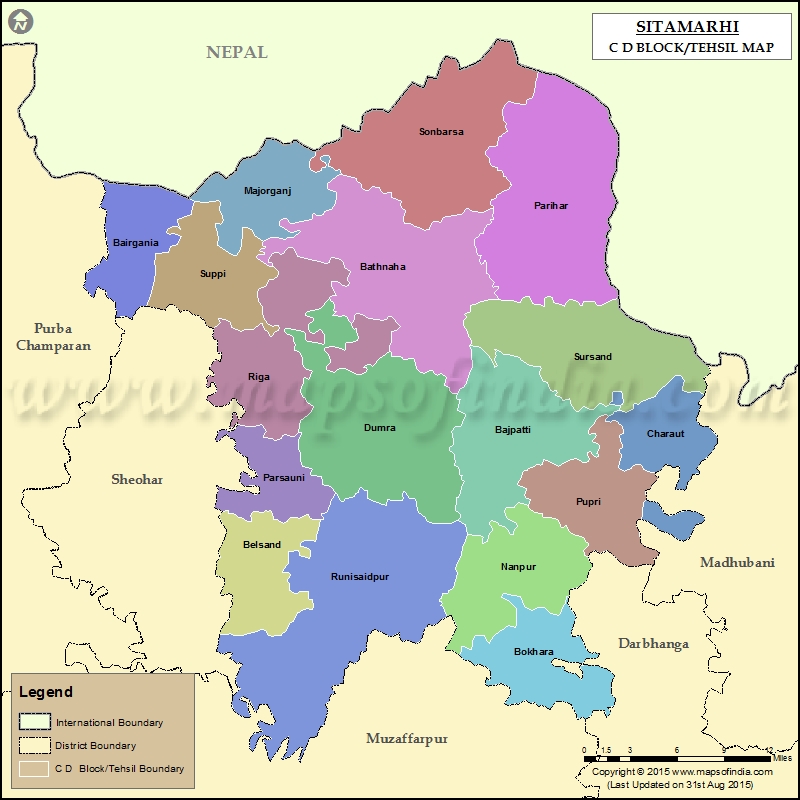 N
SITAMARHI
C D BLOCK/TEHSIL MAP
NEPAL
Sonbarsa
Majorganj
Parihar
Bairgania
Bathnaha
Suppi
Purba
Champaran
Sursand
Riga
Dumra
Bajpatti
Charaut
www.mapsofindia.com
Sheohar
Parsauni
Pupri
Belsand
Madhubani
Nanpur
Runisaidpur
Darbhanga
Bokhara
Legend
International Boundary
District Boundary
C D Block/Tehsil Boundary
Muzaffarpur
0 1.5 3 6 9 12
Miles
Copyright © 2015 www.mapsofindia.com
(Last Updated on 31st Aug 2015)